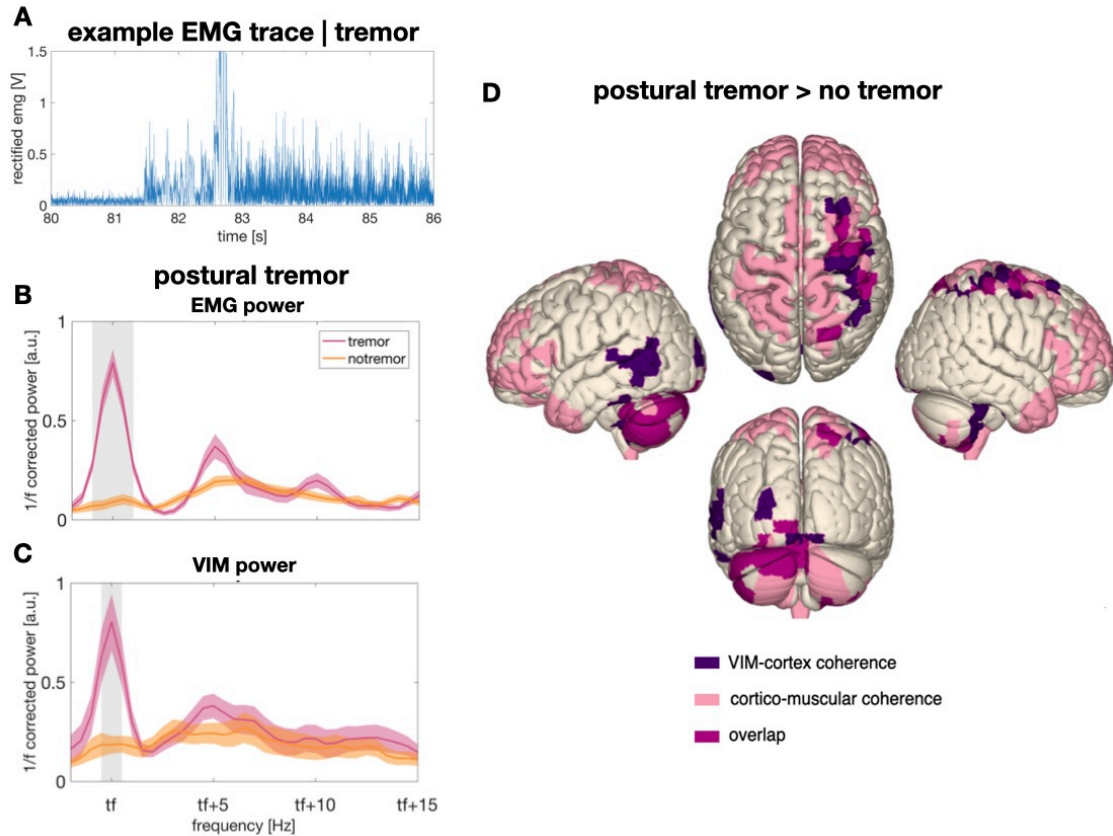 A
example EMG trace | tremor
1.5
1
0.5
0
rectified emg [V]
80 81 82 83 84 85 86
time [s]
postural tremor
B
EMG power
1
0.5
0
1/f corrected power [a.u.]
tremor
notremor
C
VIM power
1
0.5
0
1/f corrected power [a.u.]
tf tf+5 tf+10 tf+15
frequency [Hz]
D
postural tremor > no tremor
VIM-cortex coherence
cortico-muscular coherence
overlap